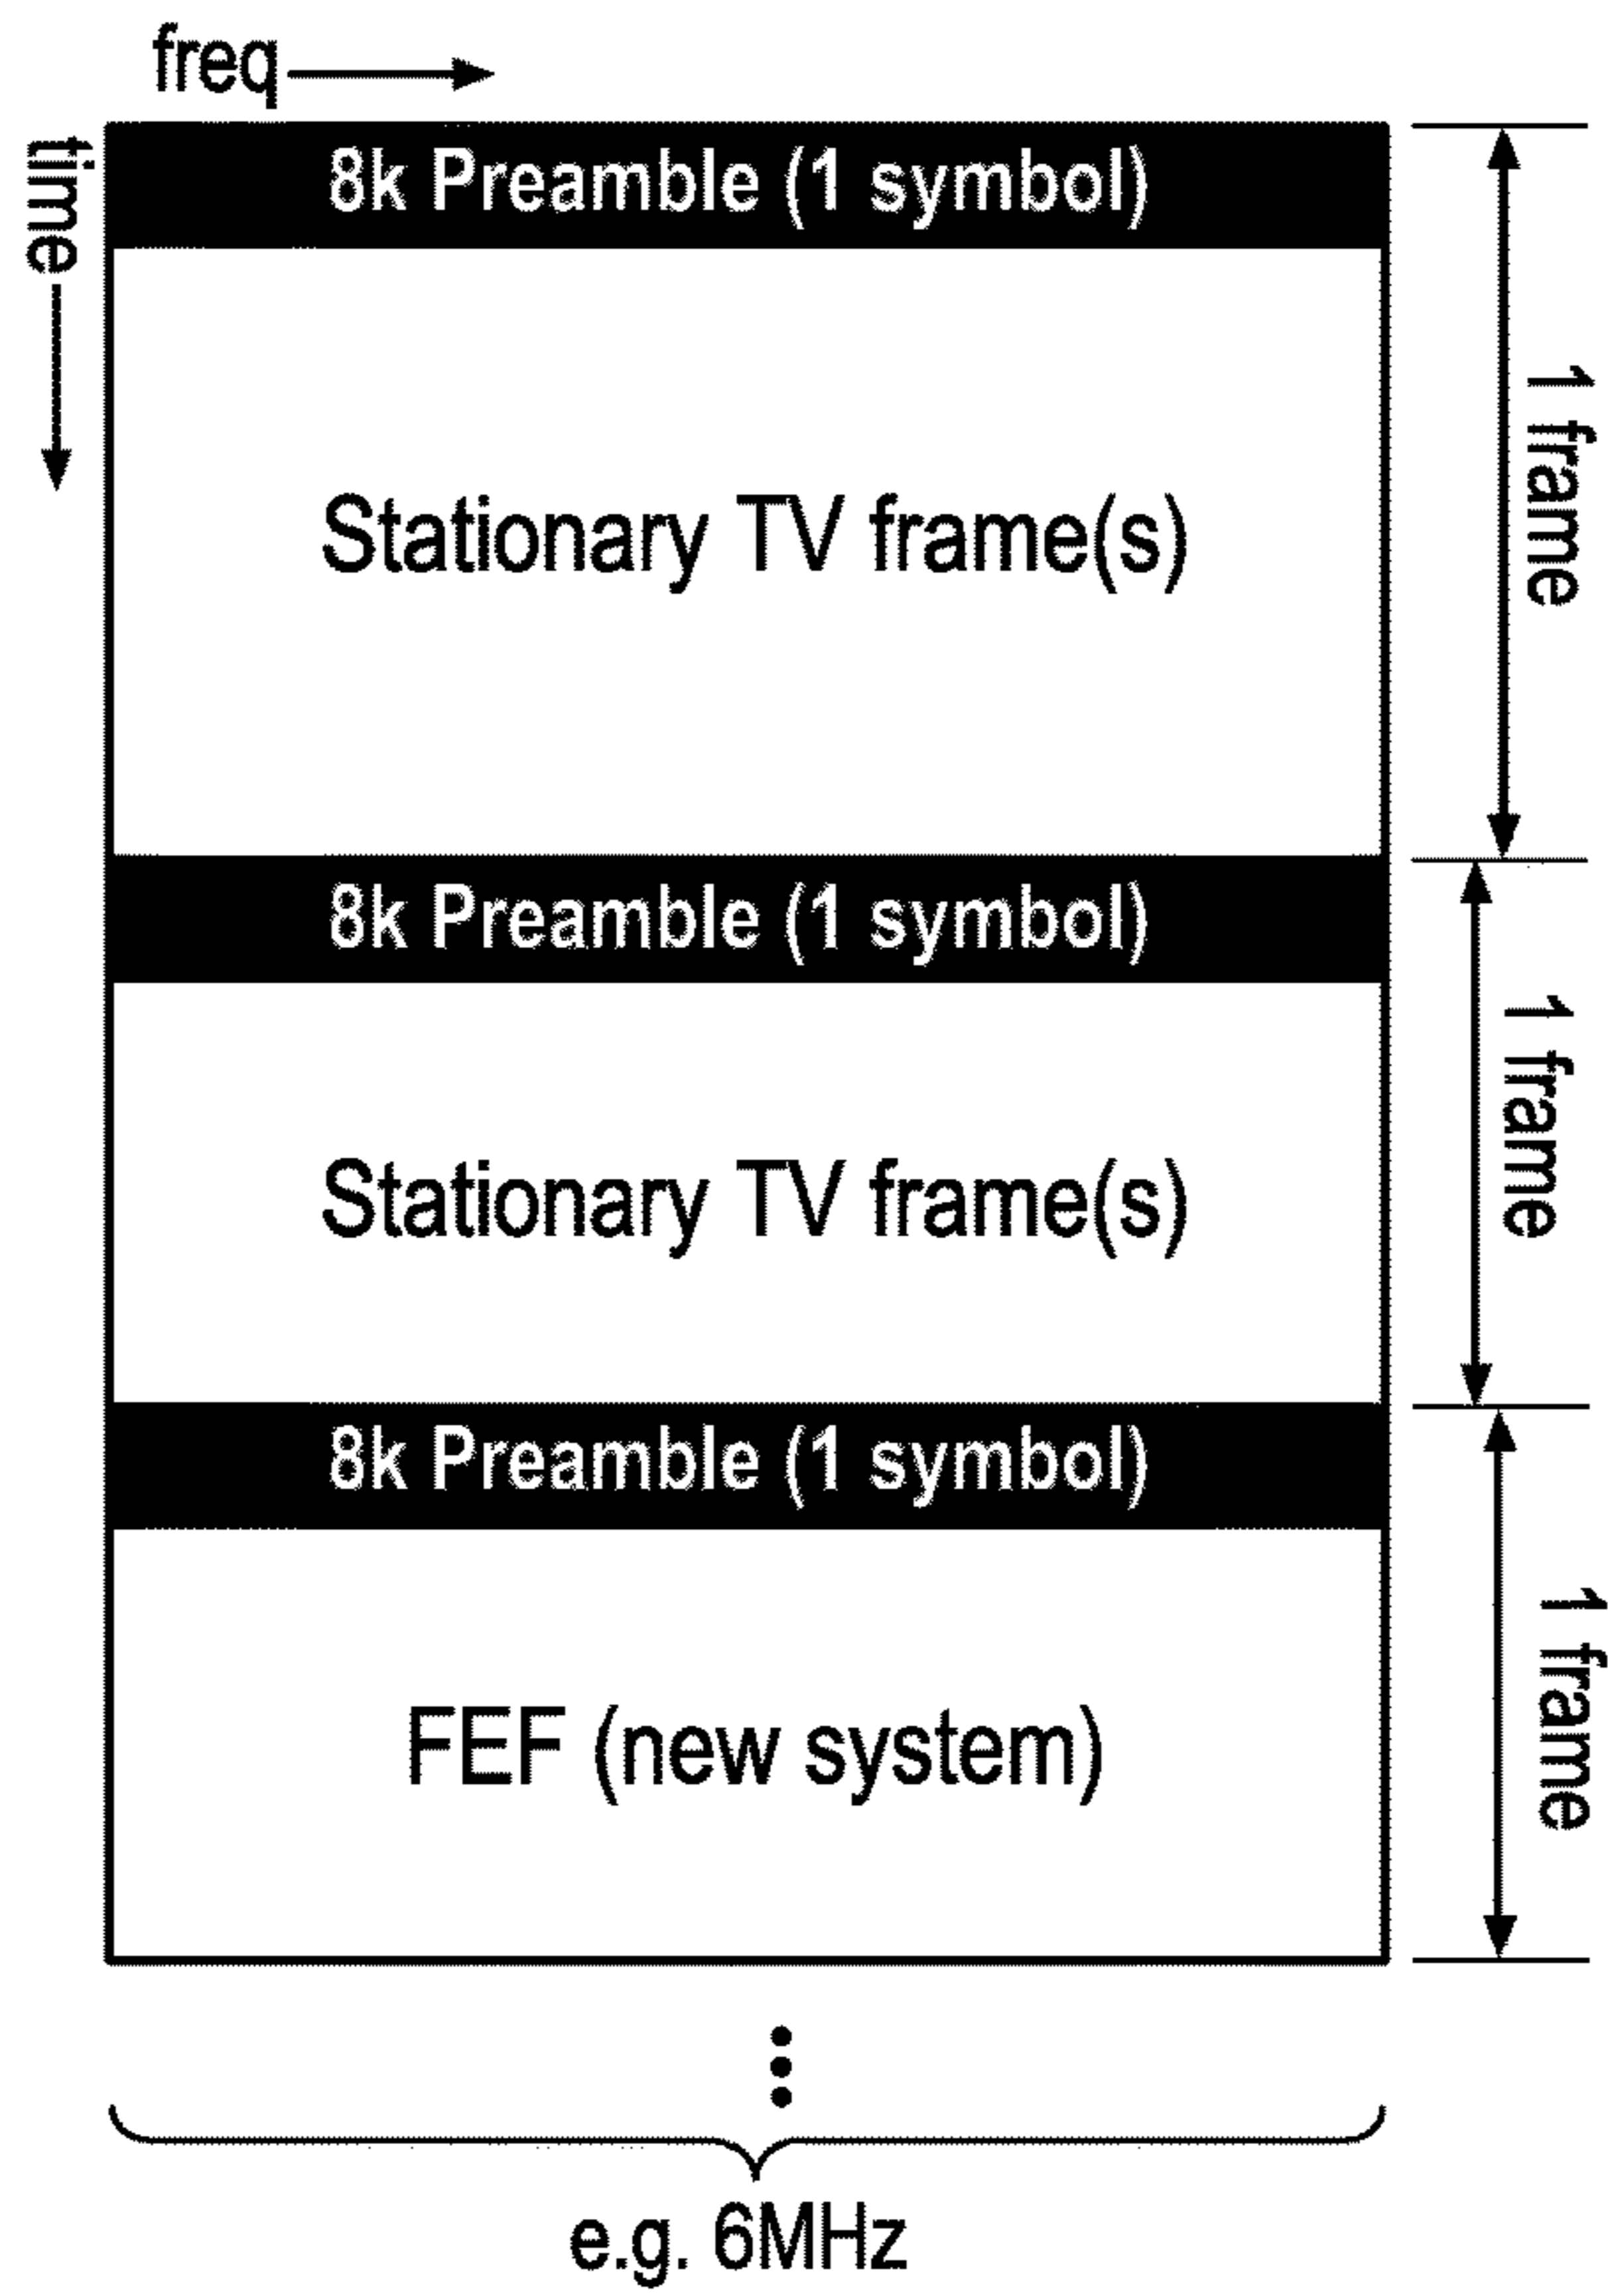 freq
time
8k Preamble (1 symbol)
Stationary TV frame(s)
1 frame
8k Preamble (1 symbol)
Stationary TV frame(s)
1 frame
8k Preamble (1 symbol)
FEF (new system)
1 frame
e.g. 6MHz